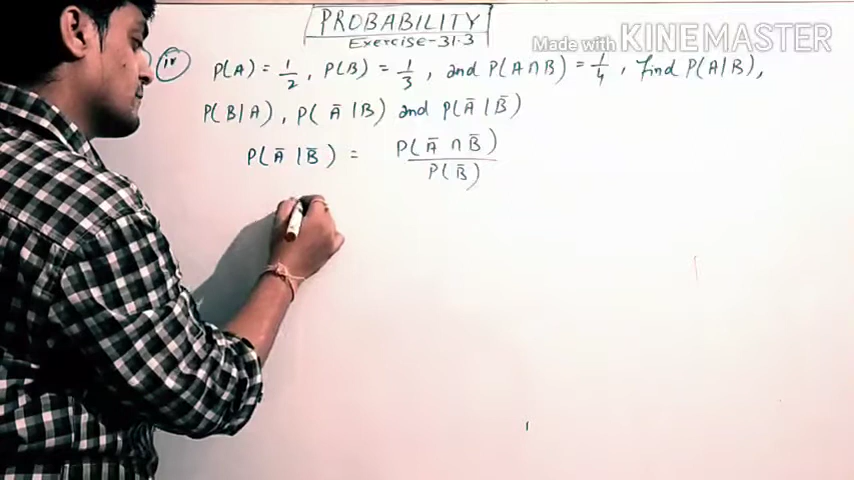 PROBABILITY
Exercise-31.3
Made with KINEMASTER
iv P(A) = 1/2 , P(B) = 1/3 , and P(A∩B) = 1/4 , find P(A|B),
P(B|A), P(Ā|B) and P(Ā|B̄)
P(Ā|B̄) = P(Ā∩B̄)/P(B̄)